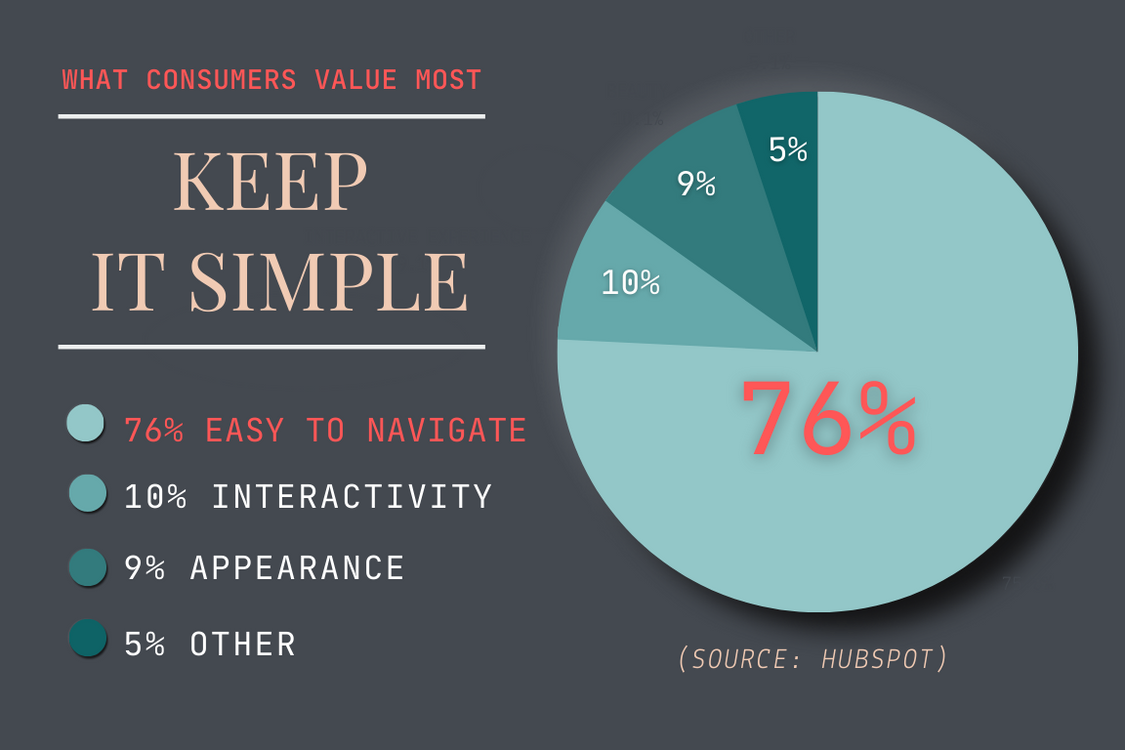 WHAT CONSUMERS VALUE MOST
KEEP
IT SIMPLE
76% EASY TO NAVIGATE
10% INTERACTIVITY
9% APPEARANCE
5% OTHER
5%
9%
10%
76%
(SOURCE: HUBSPOT)